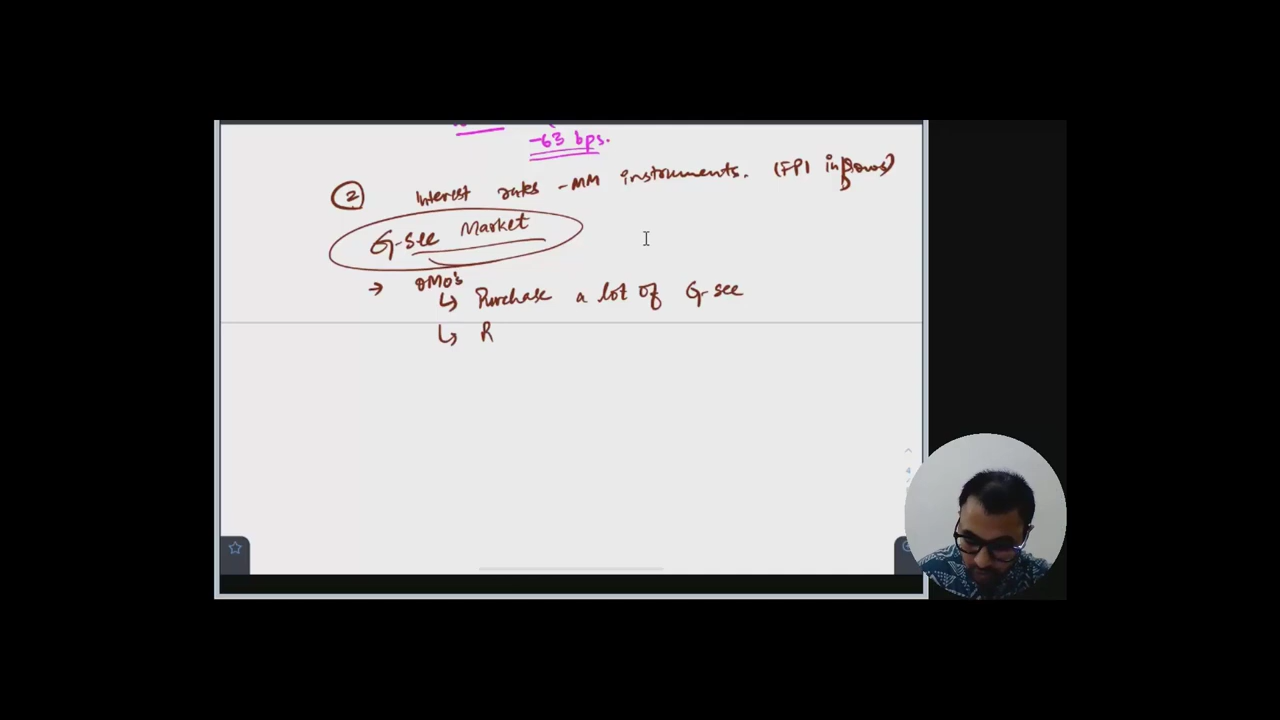 -63 bps.
2 Interest rates - MM instruments. (FPI inflows)
G-sec Market
→ OMO's
↳ Purchase a lot of G-sec
↳ R